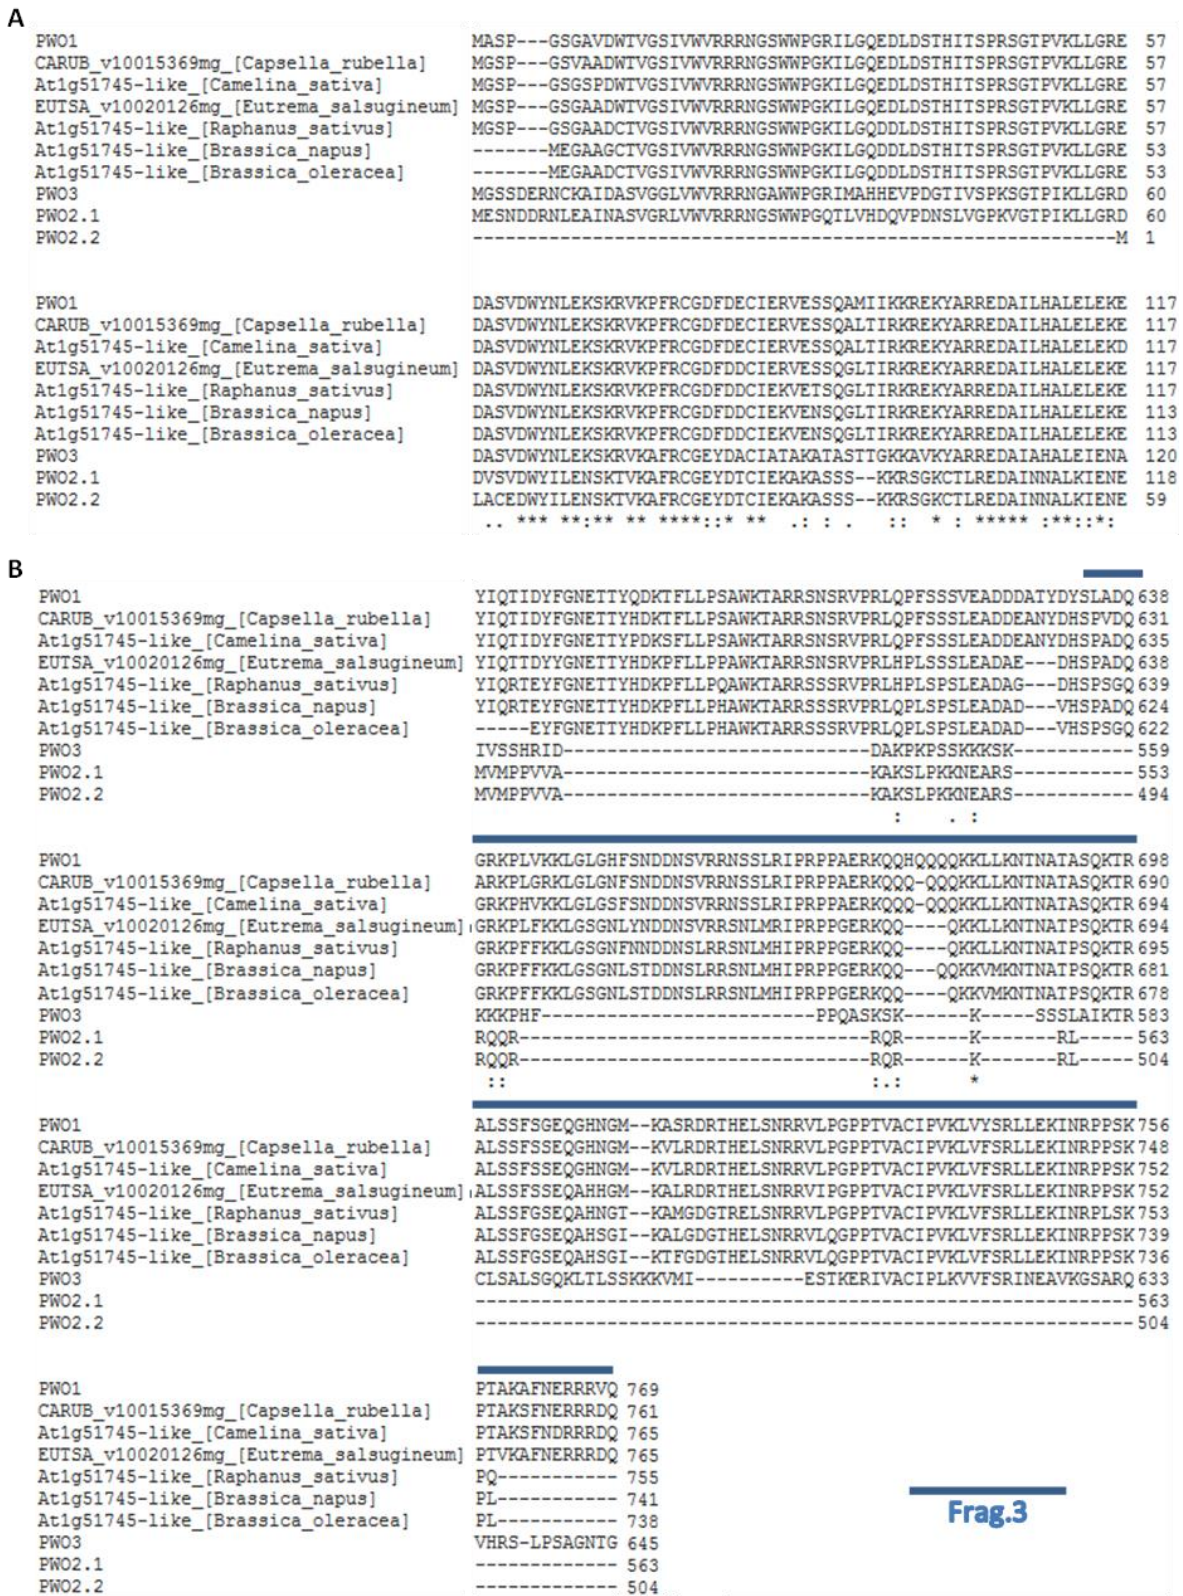 A
PWO1 MASP---GSGAVDWTVGSIVWVRRRNGSWWPGRILGQEDLDSTHITSPRSGTPVKLLGRE 57
CARUB_v10015369mg_[Capsella_rubella] MGSP---GSVAADWTVGSIVWVRRRNGSWWPGKILGQEDLDSTHITSPRSGTPVKLLGRE 57
At1g51745-like_[Camelina_sativa] MGSP---GSGSPDWTVGSIVWVRRRNGSWWPGKILGQEDLDSTHITSPRSGTPVKLLGRE 57
EUTSA_v10020126mg_[Eutrema_salsugineum] MGSP---GSGAADWTVGSIVWVRRRNGSWWPGKILGQEDLDSTHITSPRSGTPVKLLGRE 57
At1g51745-like_[Raphanus_sativus] MGSP---GSGAADCTVGSIVWVRRRNGSWWPGKILGQDDLDSTHITSPRSGTPVKLLGRE 57
At1g51745-like_[Brassica_napus] -------MEGAAGCTVGSIVWVRRRNGSWWPGKILGQDDLDSTHITSPRSGTPVKLLGRE 53
At1g51745-like_[Brassica_oleracea] -------MEGAADCTVGSIVWVRRRNGSWWPGKILGQDDLDSTHITSPRSGTPVKLLGRE 53
PWO3 MGSSDERNCKAIDASVGGLVWVRRRNGAWWPGRIMAHHEVPDGTIVSPKSGTPIKLLGRD 60
PWO2.1 MESNDDRNLEAINASVGRLVWVRRRNGSWWPGQTLVHDQVPDNSLVGPKVGTPIKLLGRD 60
PWO2.2 -----------------------------------------------------------M 1
PWO1 DASVDWYNLEKSKRVKPFRCGDFDECIERVESSQAMIIKKREKYARREDAILHALELEKE 117
CARUB_v10015369mg_[Capsella_rubella] DASVDWYNLEKSKRVKPFRCGDFDECIERVESSQALTIRKREKYARREDAILHALELEKE 117
At1g51745-like_[Camelina_sativa] DASVDWYNLEKSKRVKPFRCGDFDECIERVESSQALTIRKREKYARREDAILHALELEKD 117
EUTSA_v10020126mg_[Eutrema_salsugineum] DASVDWYNLEKSKRVKPFRCGDFDDCIERVESSQGLTIRKREKYARREDAILHALELEKE 117
At1g51745-like_[Raphanus_sativus] DASVDWYNLEKSKRVKPFRCGDFDDCIEKVETSQGLTIRKREKYARREDAILHALELEKE 117
At1g51745-like_[Brassica_napus] DASVDWYNLEKSKRVKPFRCGDFDDCIEKVENSQGLTIRKREKYARREDAILHALELEKE 113
At1g51745-like_[Brassica_oleracea] DASVDWYNLEKSKRVKPFRCGDFDDCIEKVENSQGLTIRKREKYARREDAILHALELEKE 113
PWO3 DASVDWYNLEKSKRVKAFRCGEYDACIATAKATASTTGKKAVKYARREDAIAHALEIENA 120
PWO2.1 DVSVDWYILENSKTVKAFRCGEYDTCIEKAKASSS--KKRSGKCTLREDAINNALKIENE 118
PWO2.2 LACEDWYILENSKTVKAFRCGEYDTCIEKAKASSS--KKRSGKCTLREDAINNALKIENE 59
.. *** **:** ** ****::* ** .: : . :: * : ***** :**::*:
B
PWO1 YIQTIDYFGNETTYQDKTFLLPSAWKTARRSNSRVPRLQPFSSSVEADDDATYDYSLADQ 638
CARUB_v10015369mg_[Capsella_rubella] YIQTIDYFGNETTYHDKTFLLPSAWKTARRSNSRVPRLQPFSSSLEADDEANYDHSPVDQ 631
At1g51745-like_[Camelina_sativa] YIQTIDYFGNETTYPDKSFLLPSAWKTARRSNSRVPRLQPFSSSLEADDEANYDHSPADQ 635
EUTSA_v10020126mg_[Eutrema_salsugineum] YIQTTDYYGNETTYHDKPFLLPPAWKTARRSNSRVPRLHPLSSSLEADAE---DHSPADQ 638
At1g51745-like_[Raphanus_sativus] YIQRTEYFGNETTYHDKPFLLPQAWKTARRSSSRVPRLHPLSPSLEADAG---DHSPSGQ 639
At1g51745-like_[Brassica_napus] YIQRTEYFGNETTYHDKPFLLPHAWKTARRSSSRVPRLQPLSPSLEADAD---VHSPADQ 624
At1g51745-like_[Brassica_oleracea] -----EYFGNETTYHDKPFLLPHAWKTARRSSSRVPRLQPLSPSLEADAD---VHSPSGQ 622
PWO3 IVSSHRID----------------------------DAKPKPSSKKKSK----------- 559
PWO2.1 MVMPPVVA----------------------------KAKSLPKKNEARS----------- 553
PWO2.2 MVMPPVVA----------------------------KAKSLPKKNEARS----------- 494
: . :
PWO1 GRKPLVKKLGLGHFSNDDNSVRRNSSLRIPRPPAERKQQHQQQQKKLLKNTNATASQKTR 698
CARUB_v10015369mg_[Capsella_rubella] ARKPLGRKLGLGNFSNDDNSVRRNSSLRIPRPPAERKQQQ-QQQKKLLKNTNATASQKTR 690
At1g51745-like_[Camelina_sativa] GRKPHVKKLGLGSFSNDDNSVRRNSSLRIPRPPAERKQQQ-QQQKKLLKNTNATASQKTR 694
EUTSA_v10020126mg_[Eutrema_salsugineum] GRKPLFKKLGSGNLYNDDNSVRRSNLMRIPRPPGERKQQ----QKKLLKNTNATPSQKTR 694
At1g51745-like_[Raphanus_sativus] GRKPFFKKLGSGNFNNDDNSLRRSNLMHIPRPPGERKQQ----QKKLLKNTNATPSQKTR 695
At1g51745-like_[Brassica_napus] GRKPFFKKLGSGNLSTDDNSLRRSNLMHIPRPPGERKQQ---QQKKVMKNTNATPSQKTR 681
At1g51745-like_[Brassica_oleracea] GRKPFFKKLGSGNLSTDDNSLRRSNLMHIPRPPGERKQQ----QKKVMKNTNATPSQKTR 678
PWO3 KKKPHF-------------------------PPQASKSK------K-----SSSLAIKTR 583
PWO2.1 RQQR--------------------------------RQR------K-------RL----- 563
PWO2.2 RQQR--------------------------------RQR------K-------RL----- 504
:: :.: *
PWO1 ALSSFSGEQGHNGM--KASRDRTHELSNRRVLPGPPTVACIPVKLVYSRLLEKINRPPSK 756
CARUB_v10015369mg_[Capsella_rubella] ALSSFSSEQGHNGM--KVLRDRTHELSNRRVLPGPPTVACIPVKLVFSRLLEKINRPPSK 748
At1g51745-like_[Camelina_sativa] ALSSFSSEQGHNGM--KVLRDRTHELSNRRVLPGPPTVACIPVKLVFSRLLEKINRPPSK 752
EUTSA_v10020126mg_[Eutrema_salsugineum] ALSSFSSEQAHHGM--KALRDRTHELSNRRVIPGPPTVACIPVKLVFSRLLEKINRPPSK 752
At1g51745-like_[Raphanus_sativus] ALSSFGSEQAHNGT--KAMGDGTRELSNRRVLPGPPTVACIPVKLVFSRLLEKINRPLSK 753
At1g51745-like_[Brassica_napus] ALSSFGSEQAHSGI--KALGDGTHELSNRRVLQGPPTVACIPVKLVFSRLLEKINRPPSK 739
At1g51745-like_[Brassica_oleracea] ALSSFGSEQAHSGI--KTFGDGTHELSNRRVLQGPPTVACIPVKLVFSRLLEKINRPPSK 736
PWO3 CLSALSGQKLTLSSKKKVMI----------ESTKERIVACIPLKVVFSRINEAVKGSARQ 633
PWO2.1 ------------------------------------------------------------ 563
PWO2.2 ------------------------------------------------------------ 504
PWO1 PTAKAFNERRRVQ 769
CARUB_v10015369mg_[Capsella_rubella] PTAKSFNERRRDQ 761
At1g51745-like_[Camelina_sativa] PTAKSFNDRRRDQ 765
EUTSA_v10020126mg_[Eutrema_salsugineum] PTVKAFNERRRDQ 765
At1g51745-like_[Raphanus_sativus] PQ----------- 755
At1g51745-like_[Brassica_napus] PL----------- 741
At1g51745-like_[Brassica_oleracea] PL----------- 738
PWO3 VHRS-LPSAGNTG 645
PWO2.1 ------------- 563
PWO2.2 ------------- 504
Frag.3